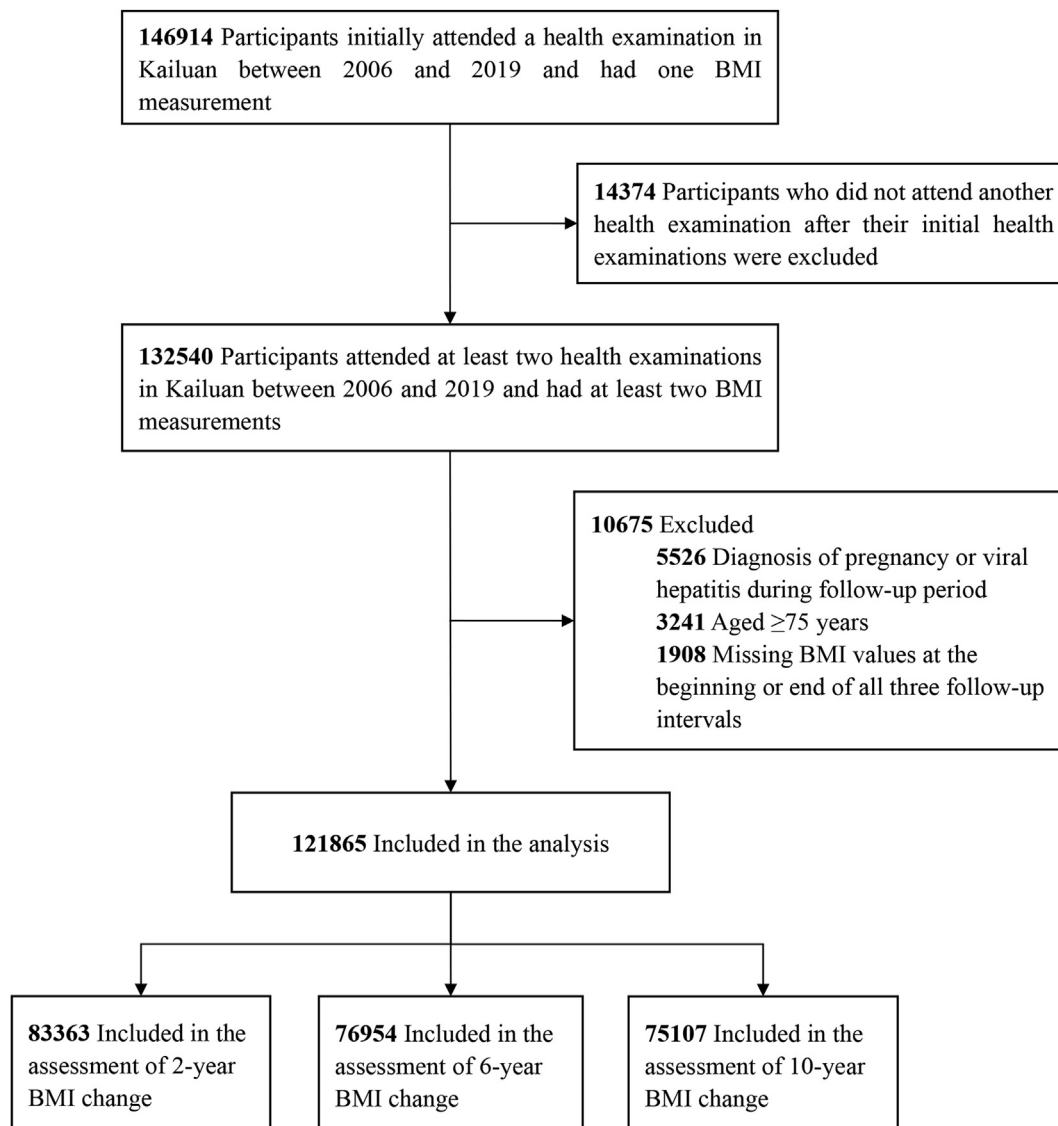 146914 Participants initially attended a health examination in
Kailuan between 2006 and 2019 and had one BMI
measurement
14374 Participants who did not attend another
health examination after their initial health
examinations were excluded
132540 Participants attended at least two health examinations
in Kailuan between 2006 and 2019 and had at least two BMI
measurements
10675 Excluded
5526 Diagnosis of pregnancy or viral
hepatitis during follow-up period
3241 Aged ≥75 years
1908 Missing BMI values at the
beginning or end of all three follow-up
intervals
121865 Included in the analysis
83363 Included in the
assessment of 2-year
BMI change
76954 Included in the
assessment of 6-year
BMI change
75107 Included in the
assessment of 10-year
BMI change